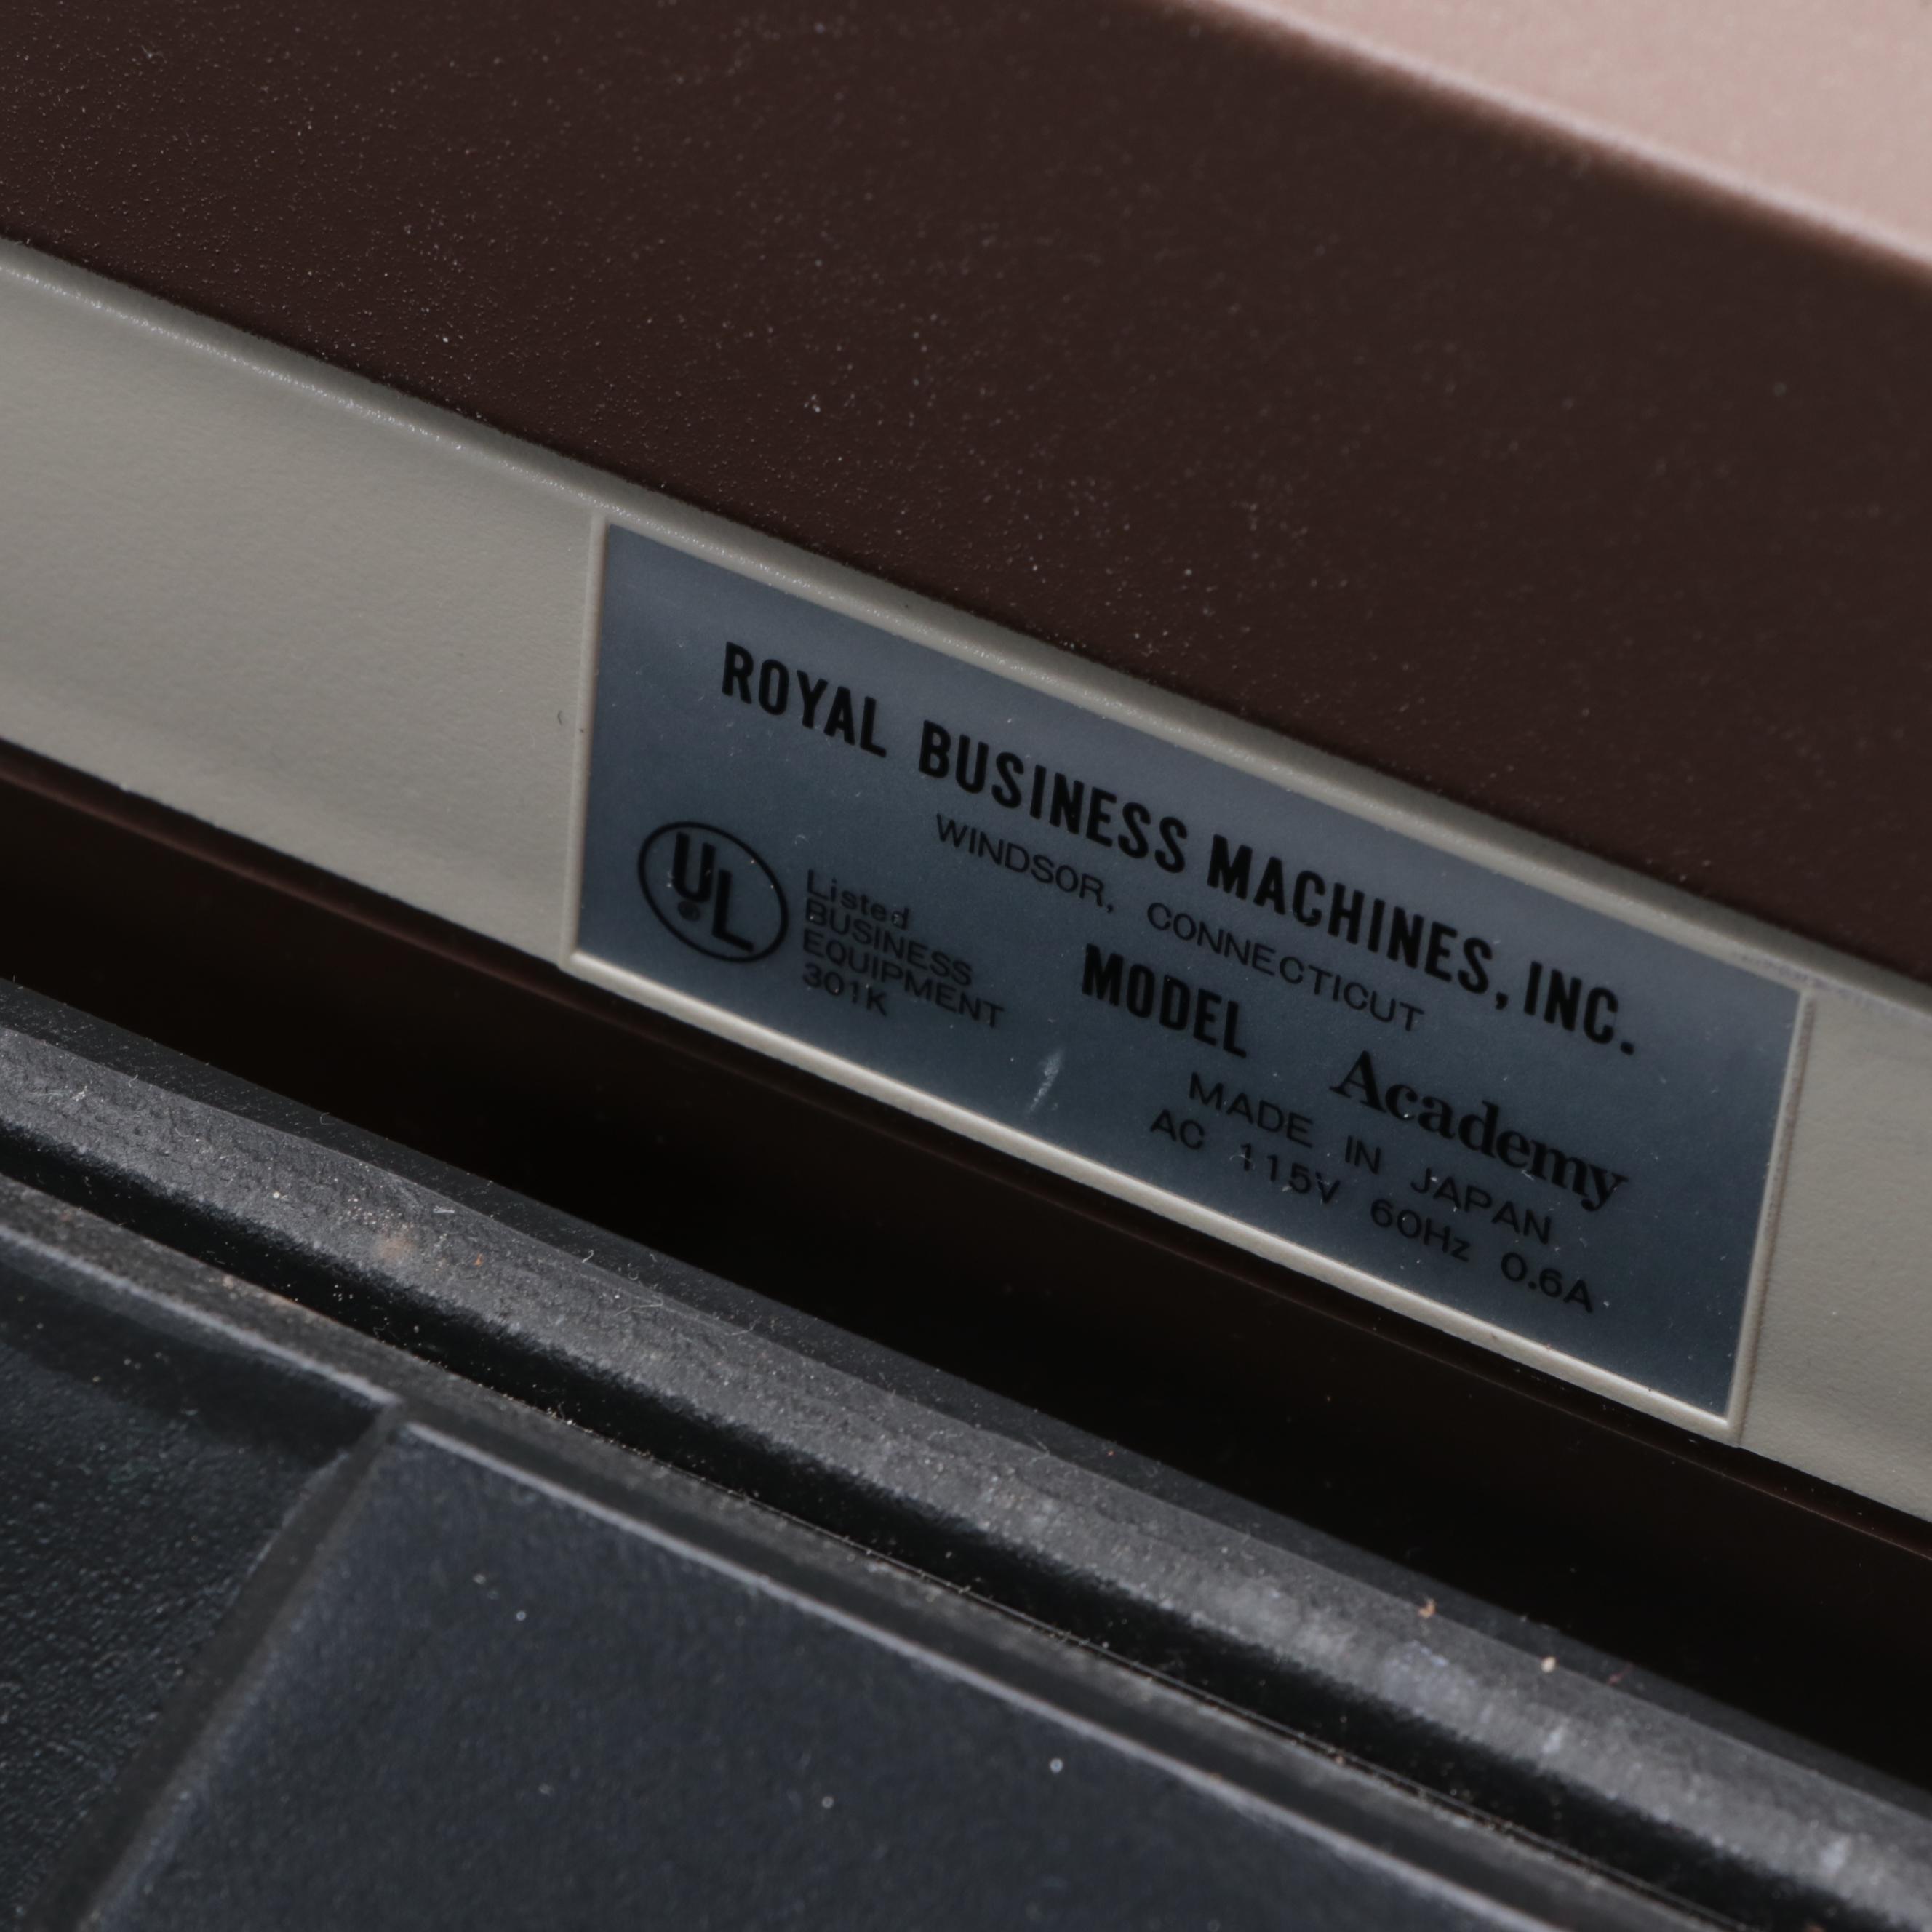 ROYAL BUSINESS MACHINES, INC.
WINDSOR, CONNECTICUT
UL ®
Listed
BUSINESS
EQUIPMENT
301K
MODEL Academy
MADE IN JAPAN
AC 115V 60Hz 0.6A